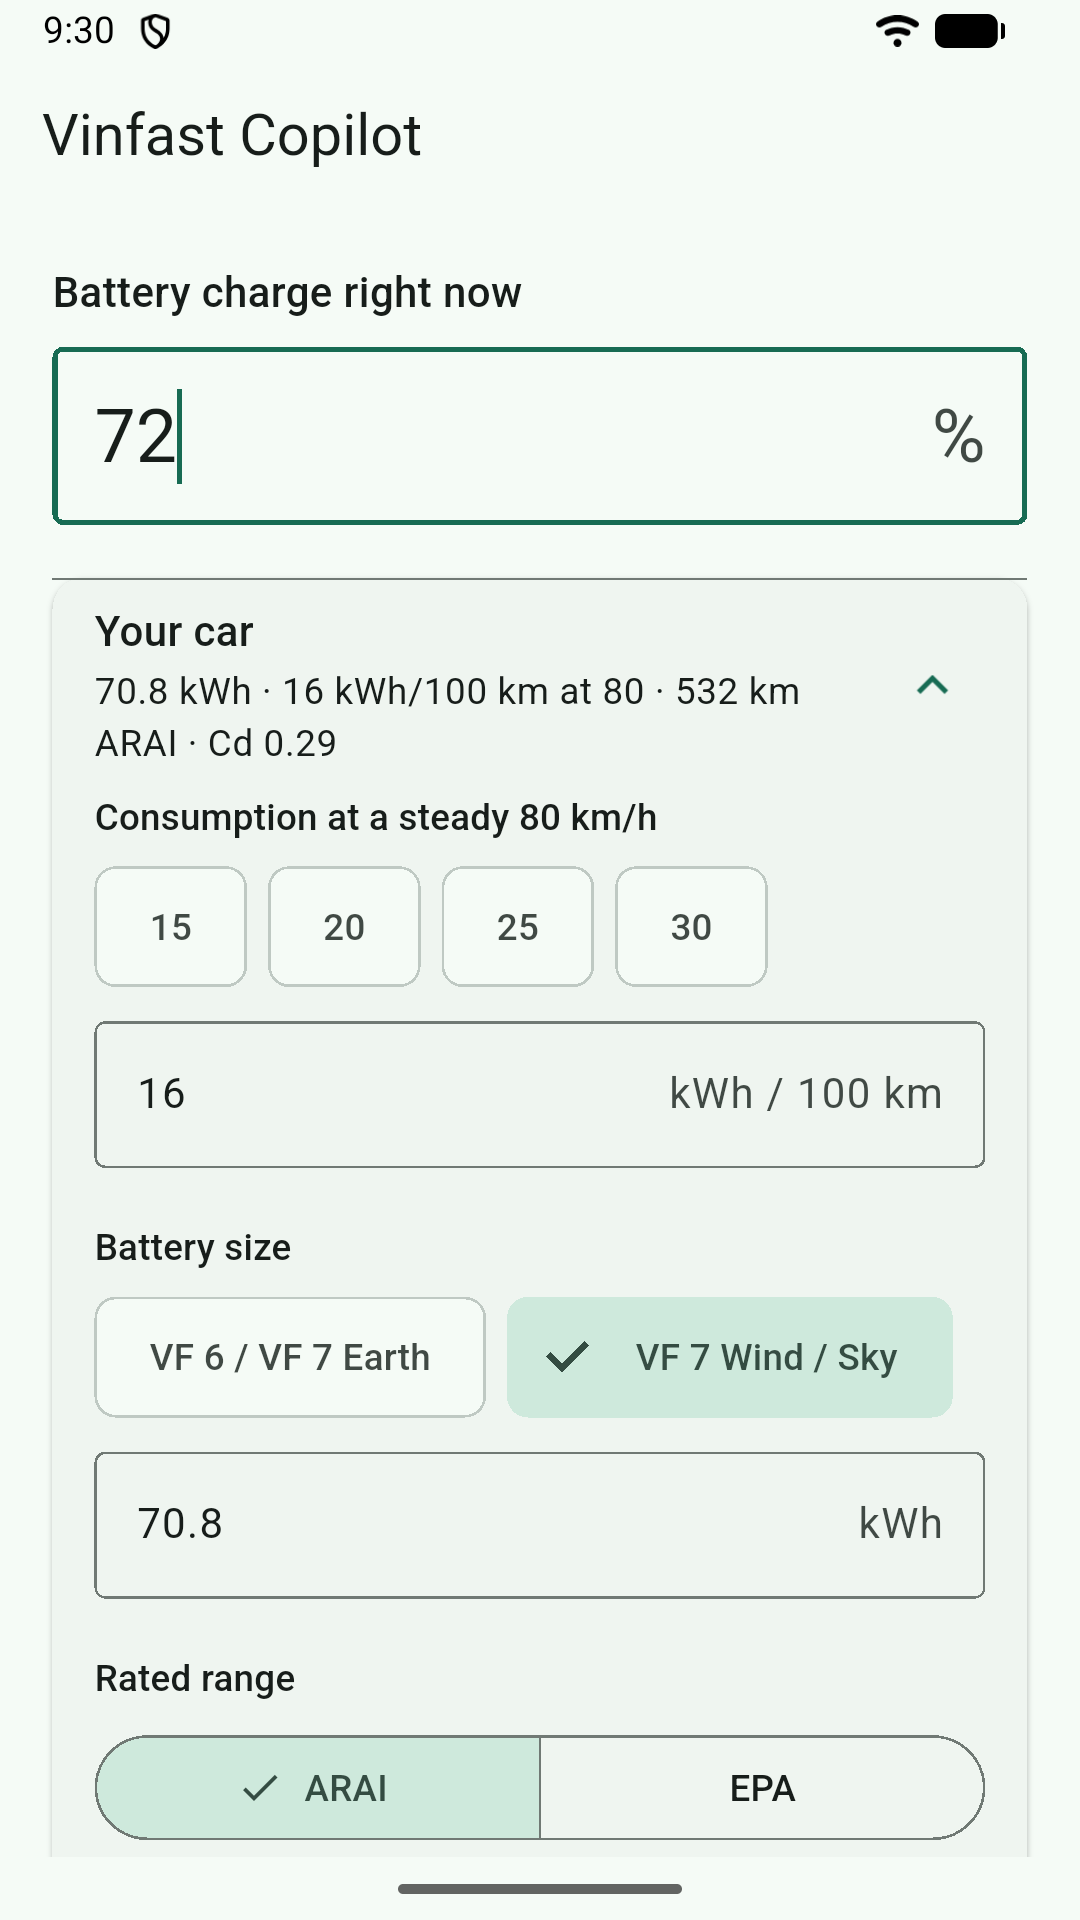 9:30
Vinfast Copilot
Battery charge right now
72 %
Your car
70.8 kWh · 16 kWh/100 km at 80 · 532 km
ARAI · Cd 0.29
Consumption at a steady 80 km/h
15 20 25 30
16 kWh / 100 km
Battery size
VF 6 / VF 7 Earth VF 7 Wind / Sky
70.8 kWh
Rated range
ARAI EPA